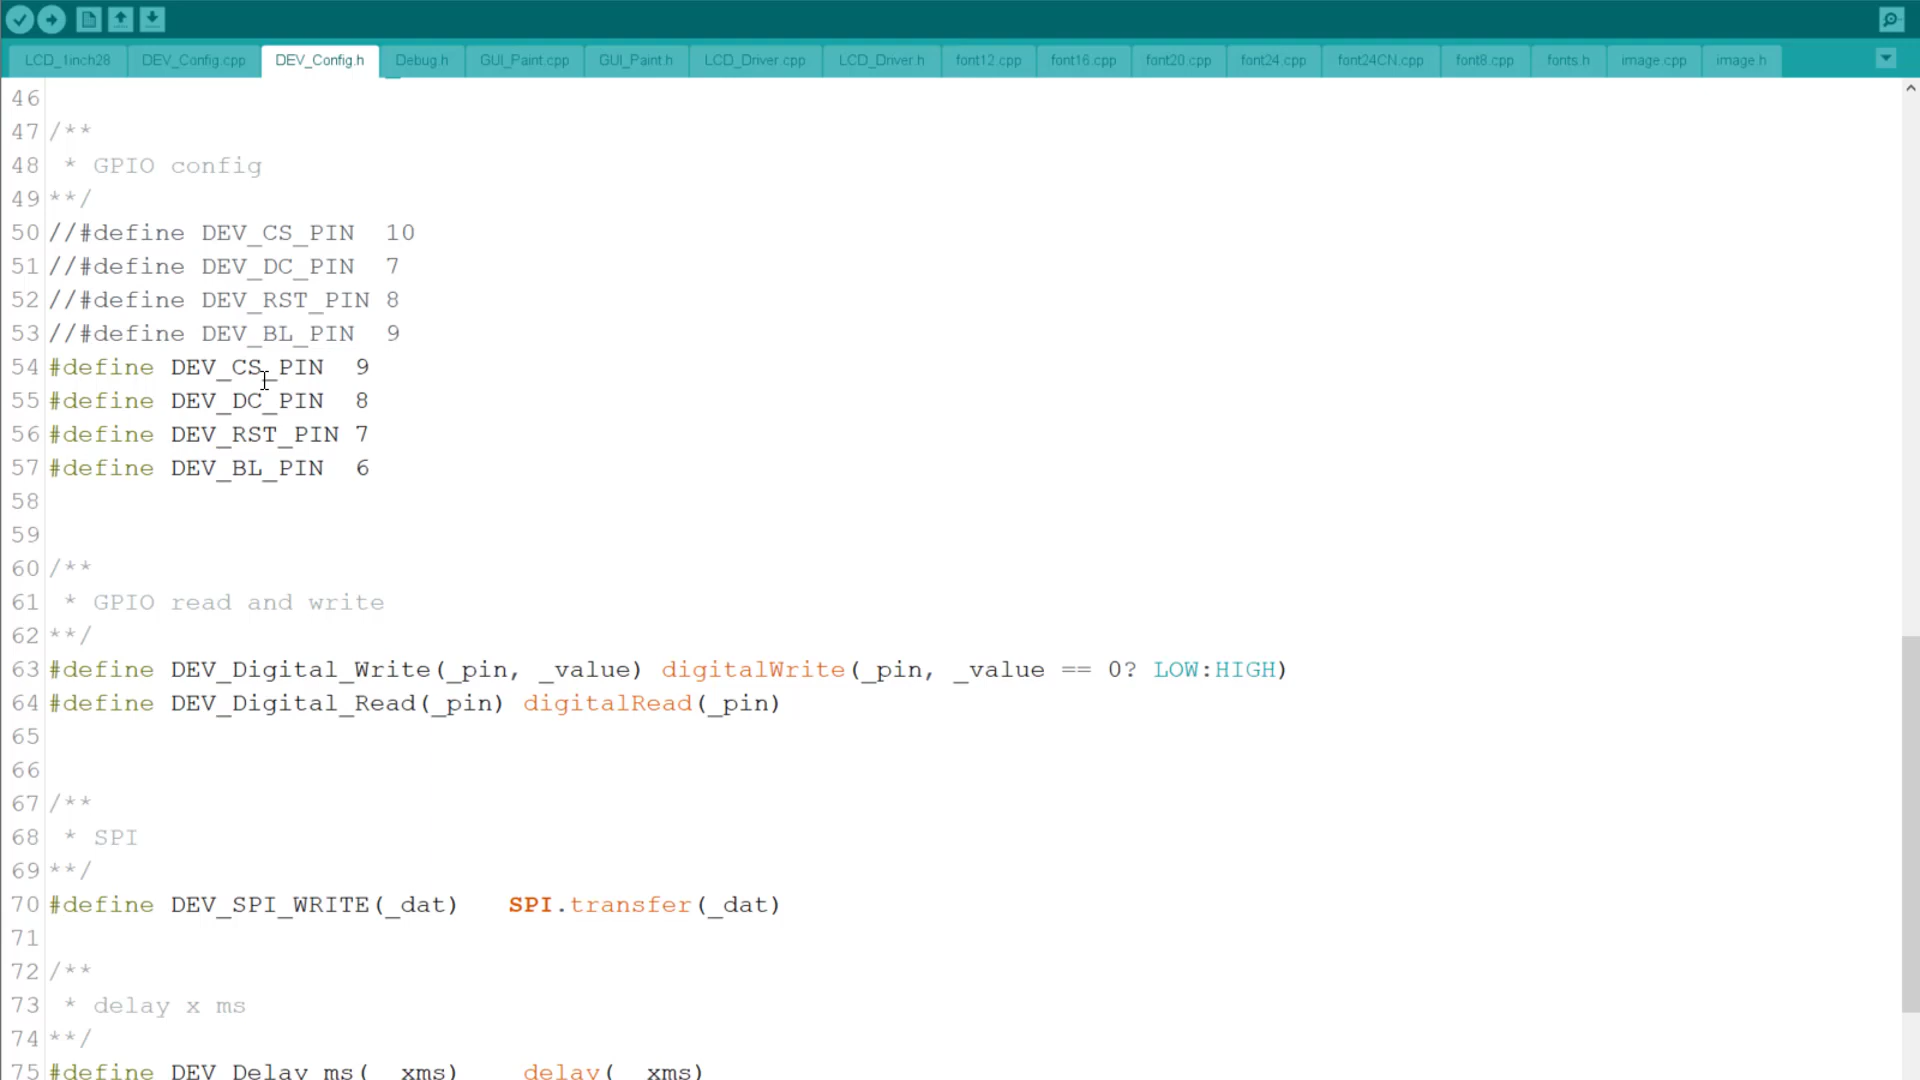 LCD_1inch28 DEV_Config.cpp DEV_Config.h Debug.h GUI_Paint.cpp GUI_Paint.h LCD_Driver.cpp LCD_Driver.h font12.cpp font16.cpp font20.cpp font24.cpp font24CN.cpp font8.cpp fonts.h image.cpp image.h
46
47 /**
48  * GPIO config
49 **/
50 //#define DEV_CS_PIN  10
51 //#define DEV_DC_PIN  7
52 //#define DEV_RST_PIN 8
53 //#define DEV_BL_PIN  9
54 #define DEV_CS_PIN  9
55 #define DEV_DC_PIN  8
56 #define DEV_RST_PIN 7
57 #define DEV_BL_PIN  6
58
59
60 /**
61  * GPIO read and write
62 **/
63 #define DEV_Digital_Write(_pin, _value) digitalWrite(_pin, _value == 0? LOW:HIGH)
64 #define DEV_Digital_Read(_pin) digitalRead(_pin)
65
66
67 /**
68  * SPI
69 **/
70 #define DEV_SPI_WRITE(_dat)   SPI.transfer(_dat)
71
72 /**
73  * delay x ms
74 **/
75 #define DEV_Delay_ms(__xms)    delay(__xms)